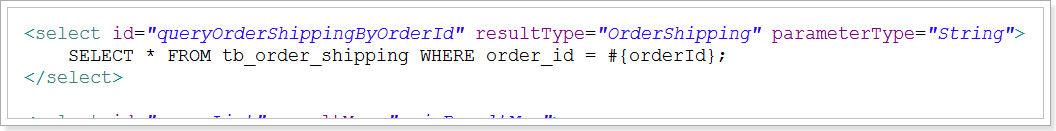 <select id="queryOrderShippingByOrderId" resultType="OrderShipping" parameterType="String">
SELECT * FROM tb_order_shipping WHERE order_id = #{orderId};
</select>